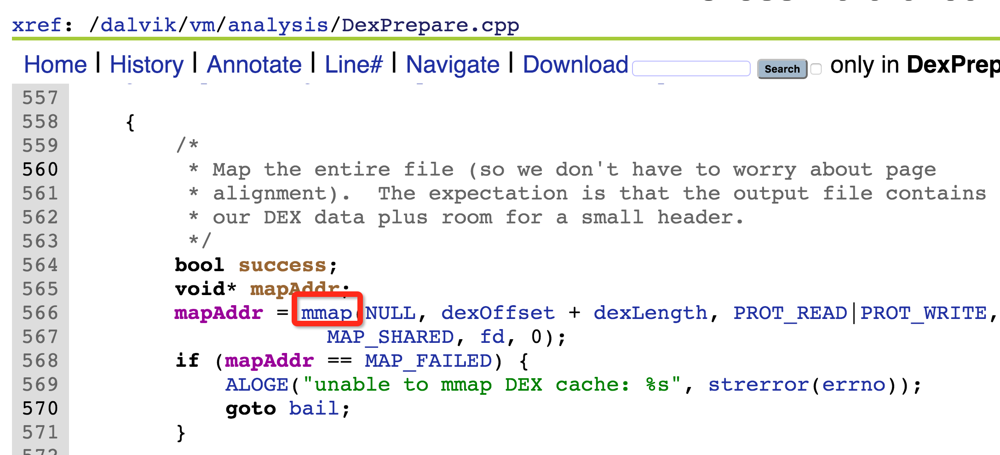 xref: /dalvik/vm/analysis/DexPrepare.cpp
Home | History | Annotate | Line# | Navigate | Download Search only in DexPrep
557
558 {
559 /*
560 * Map the entire file (so we don't have to worry about page
561 * alignment).  The expectation is that the output file contains
562 * our DEX data plus room for a small header.
563 */
564 bool success;
565 void* mapAddr;
566 mapAddr = mmap(NULL, dexOffset + dexLength, PROT_READ|PROT_WRITE,
567 MAP_SHARED, fd, 0);
568 if (mapAddr == MAP_FAILED) {
569 ALOGE("unable to mmap DEX cache: %s", strerror(errno));
570 goto bail;
571 }
572